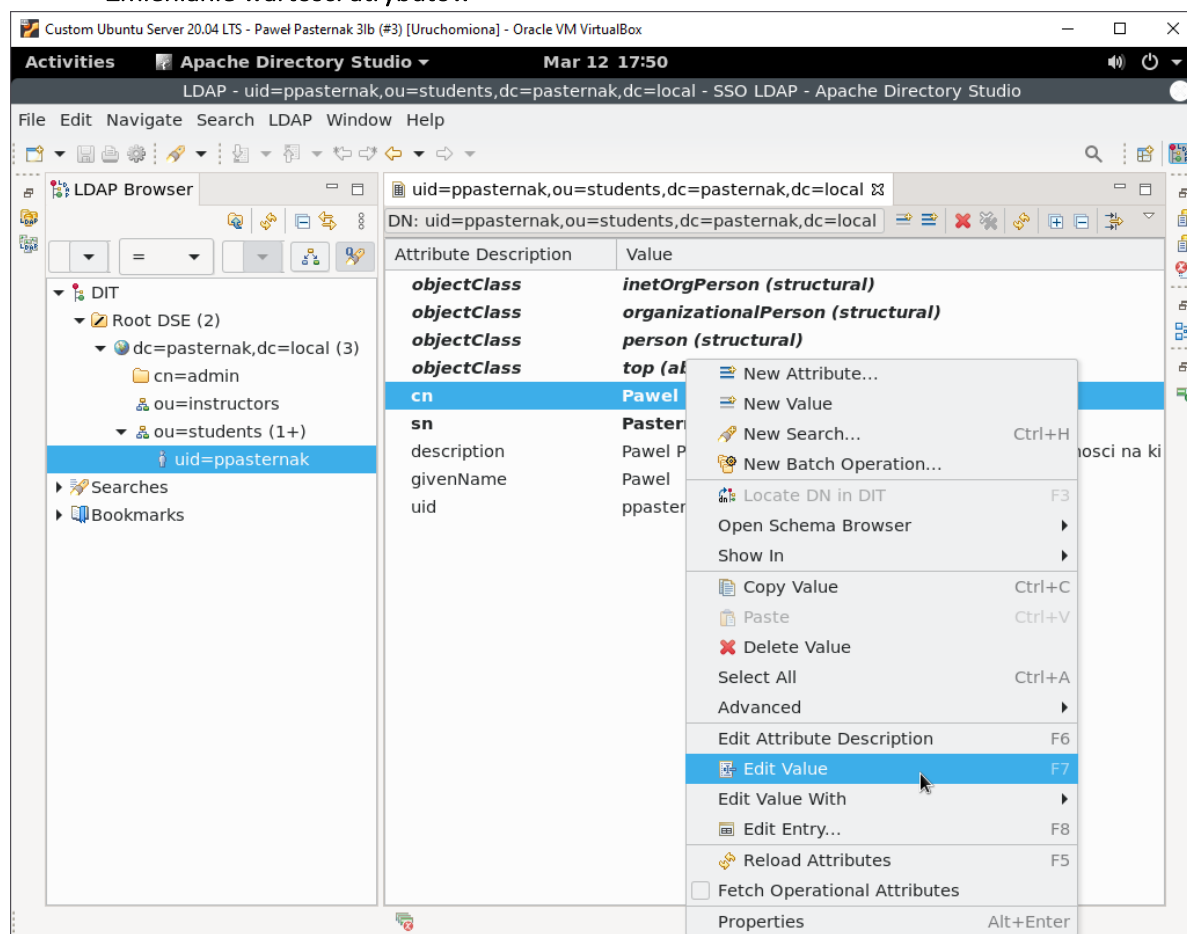 Zmienianie wartości atrybutów
Custom Ubuntu Server 20.04 LTS - Paweł Pasternak 3lb (#3) [Uruchomiona] - Oracle VM VirtualBox
Activities Apache Directory Studio Mar 12 17:50
LDAP - uid=ppasternak,ou=students,dc=pasternak,dc=local - SSO LDAP - Apache Directory Studio
File Edit Navigate Search LDAP Window Help
LDAP Browser
=
DIT
Root DSE (2)
dc=pasternak,dc=local (3)
cn=admin
ou=instructors
ou=students (1+)
uid=ppasternak
Searches
Bookmarks
uid=ppasternak,ou=students,dc=pasternak,dc=local
DN: uid=ppasternak,ou=students,dc=pasternak,dc=local
Attribute Description Value
objectClass inetOrgPerson (structural)
objectClass organizationalPerson (structural)
objectClass person (structural)
objectClass top (ab
cn Pawel
sn Paster
description Pawel P nosci na ki
givenName Pawel
uid ppaster
New Attribute...
New Value
New Search... Ctrl+H
New Batch Operation...
Locate DN in DIT F3
Open Schema Browser
Show In
Copy Value Ctrl+C
Paste Ctrl+V
Delete Value
Select All Ctrl+A
Advanced
Edit Attribute Description F6
Edit Value F7
Edit Value With
Edit Entry... F8
Reload Attributes F5
Fetch Operational Attributes
Properties Alt+Enter